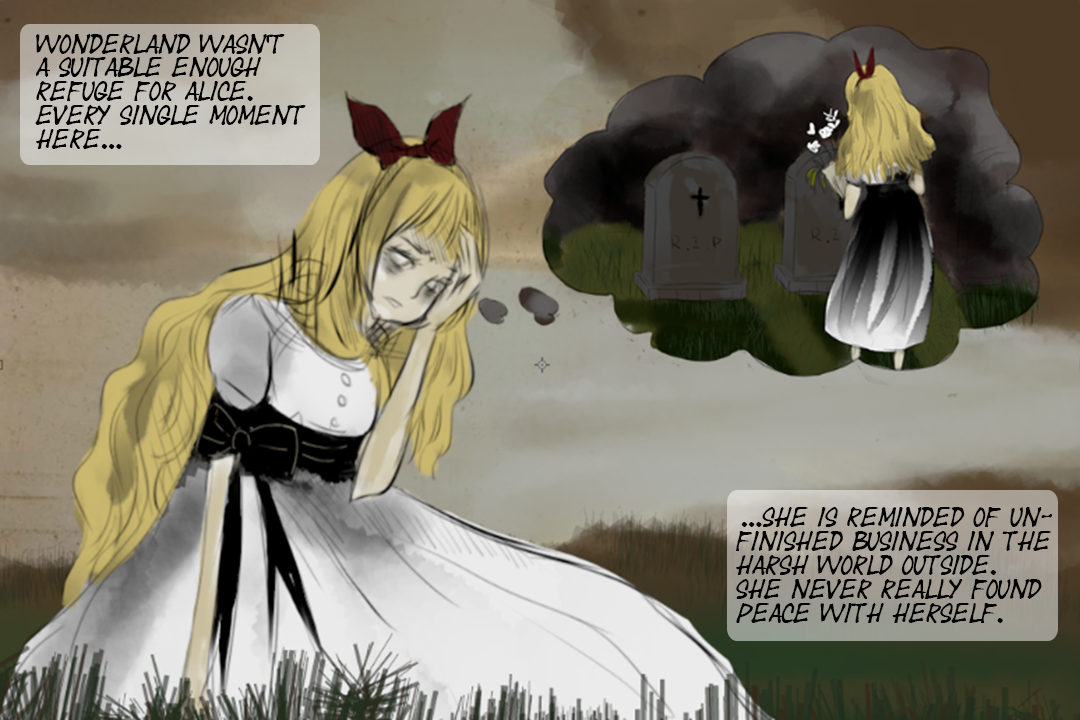 WONDERLAND WASN'T
A SUITABLE ENOUGH
REFUGE FOR ALICE.
EVERY SINGLE MOMENT
HERE...
R.I P
R.I.
...SHE IS REMINDED OF UN-
FINISHED BUSINESS IN THE
HARSH WORLD OUTSIDE.
SHE NEVER REALLY FOUND
PEACE WITH HERSELF.